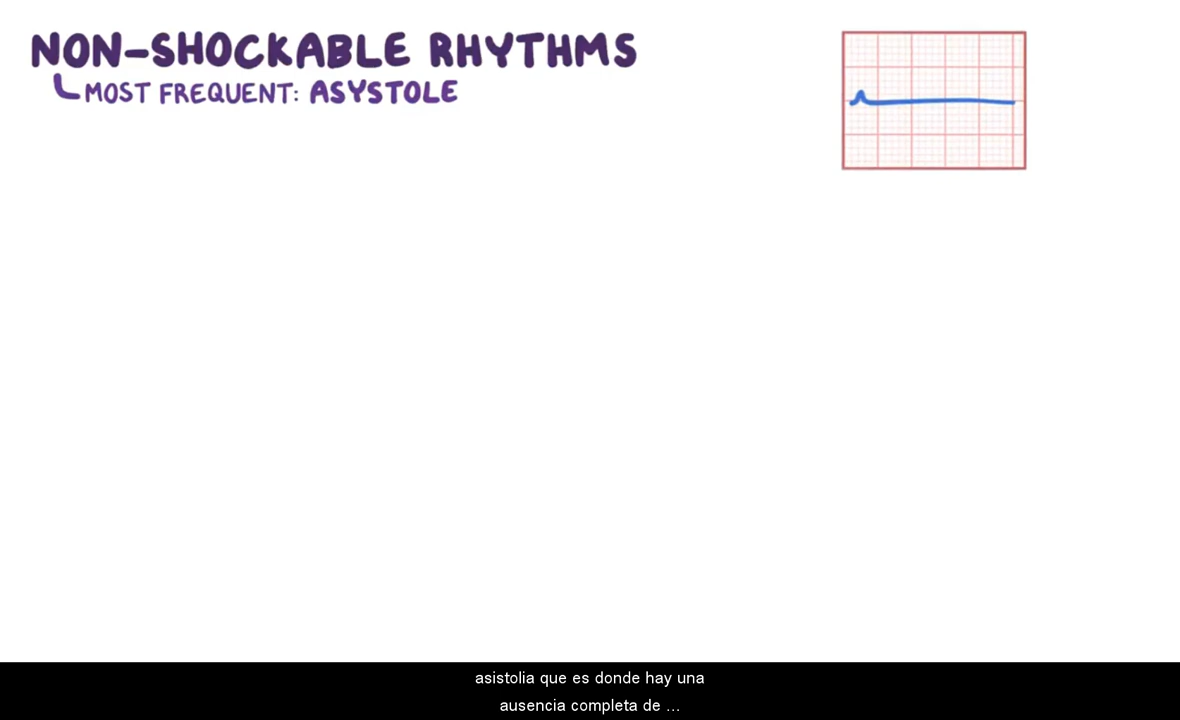 NON-SHOCKABLE RHYTHMS
MOST FREQUENT: ASYSTOLE
asistolia que es donde hay una
ausencia completa de ...